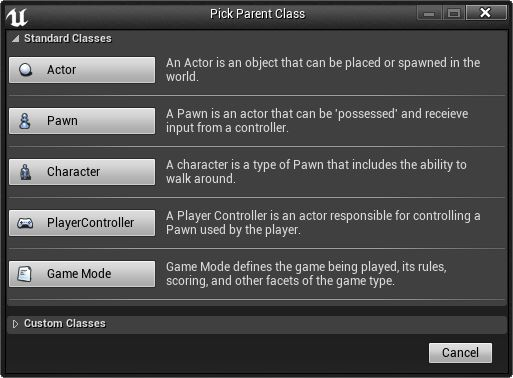 Pick Parent Class
Standard Classes
Actor
An Actor is an object that can be placed or spawned in the
world.
Pawn
A Pawn is an actor that can be 'possessed' and receieve
input from a controller.
Character
A character is a type of Pawn that includes the ability to
walk around.
PlayerController
A Player Controller is an actor responsible for controlling a
Pawn used by the player.
Game Mode
Game Mode defines the game being played, its rules,
scoring, and other facets of the game type.
Custom Classes
Cancel